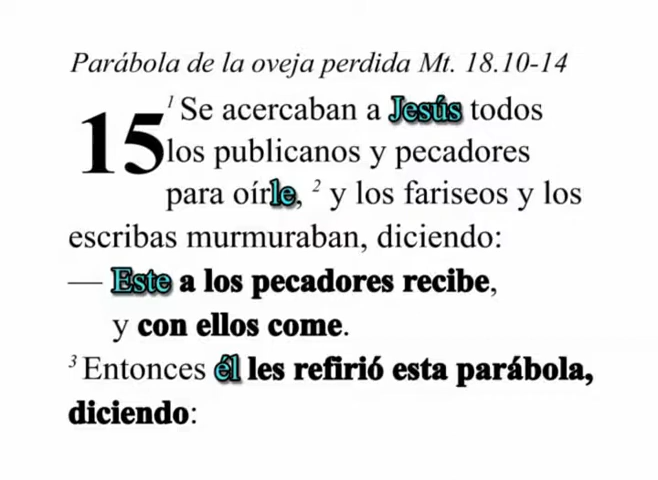 Parábola de la oveja perdida Mt. 18.10-14
15 1 Se acercaban a Jesús todos
los publicanos y pecadores
para oírle, 2 y los fariseos y los
escribas murmuraban, diciendo:
— Este a los pecadores recibe,
y con ellos come.
3 Entonces él les refirió esta parábola,
diciendo: